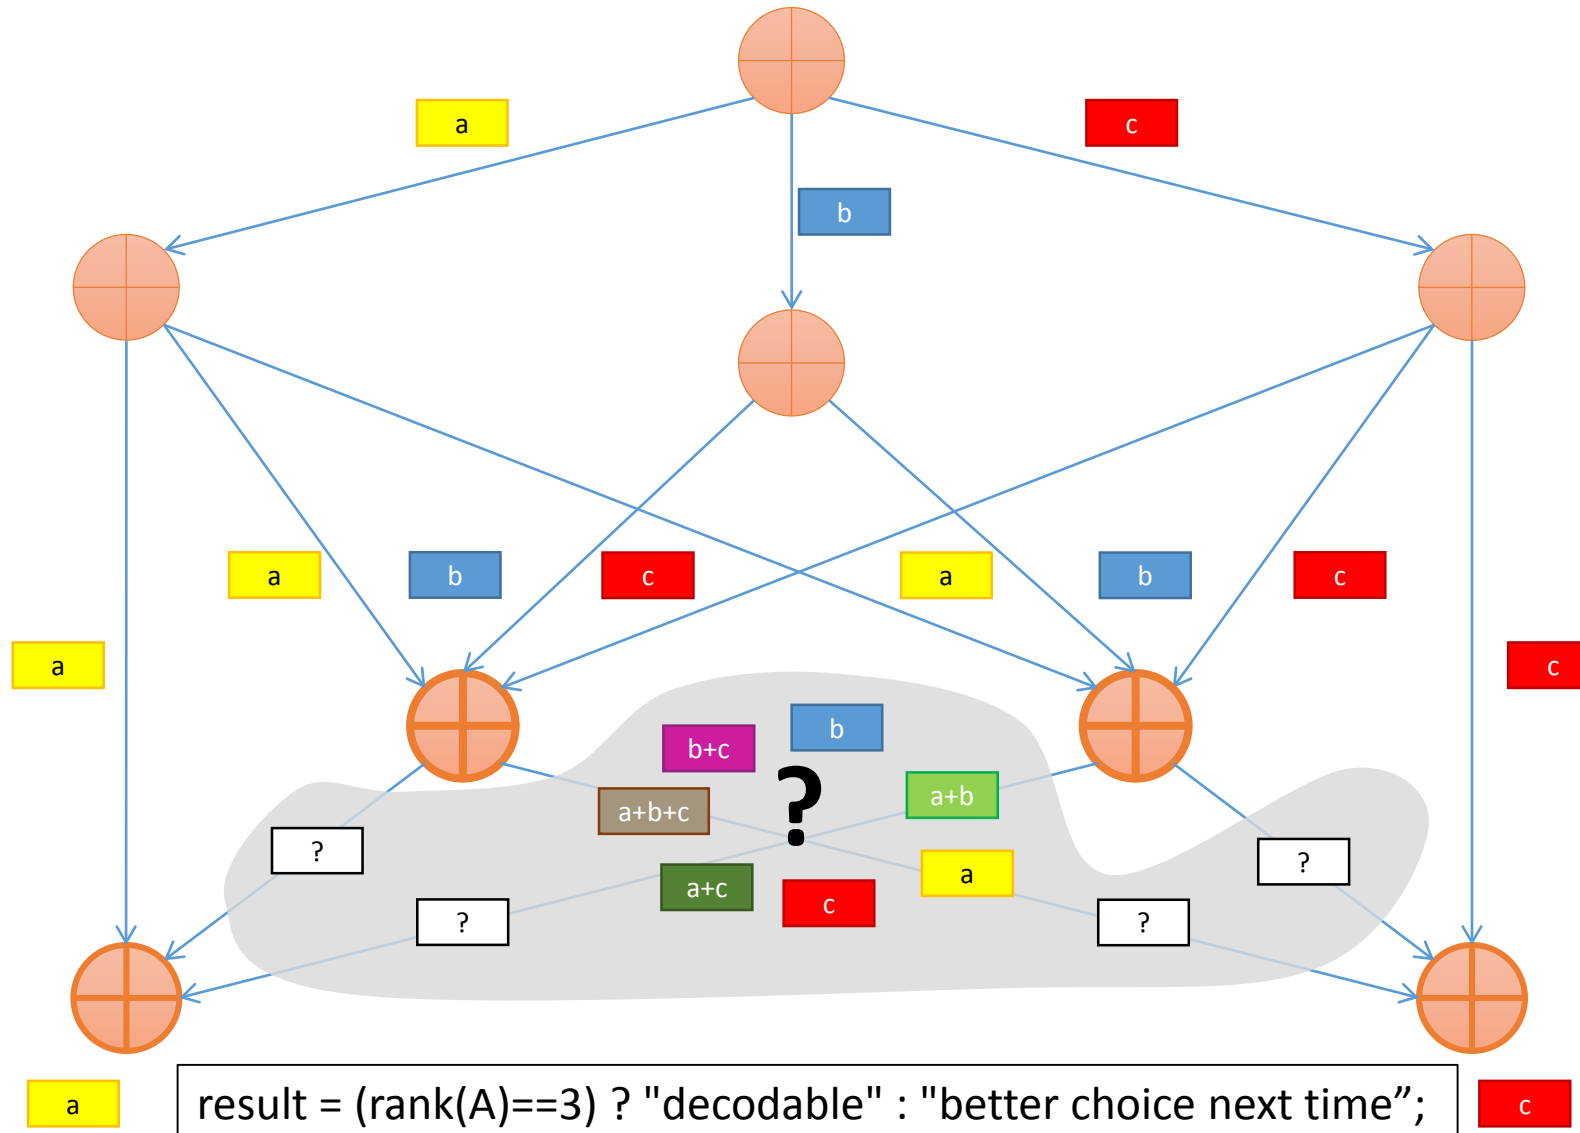 a
c
b
a
b
c
a
b
c
a
c
b
b+c
a+b+c
?
a+b
?
?
a+c
c
a
?
?
a
result = (rank(A)==3) ? "decodable" : "better choice next time”;
c